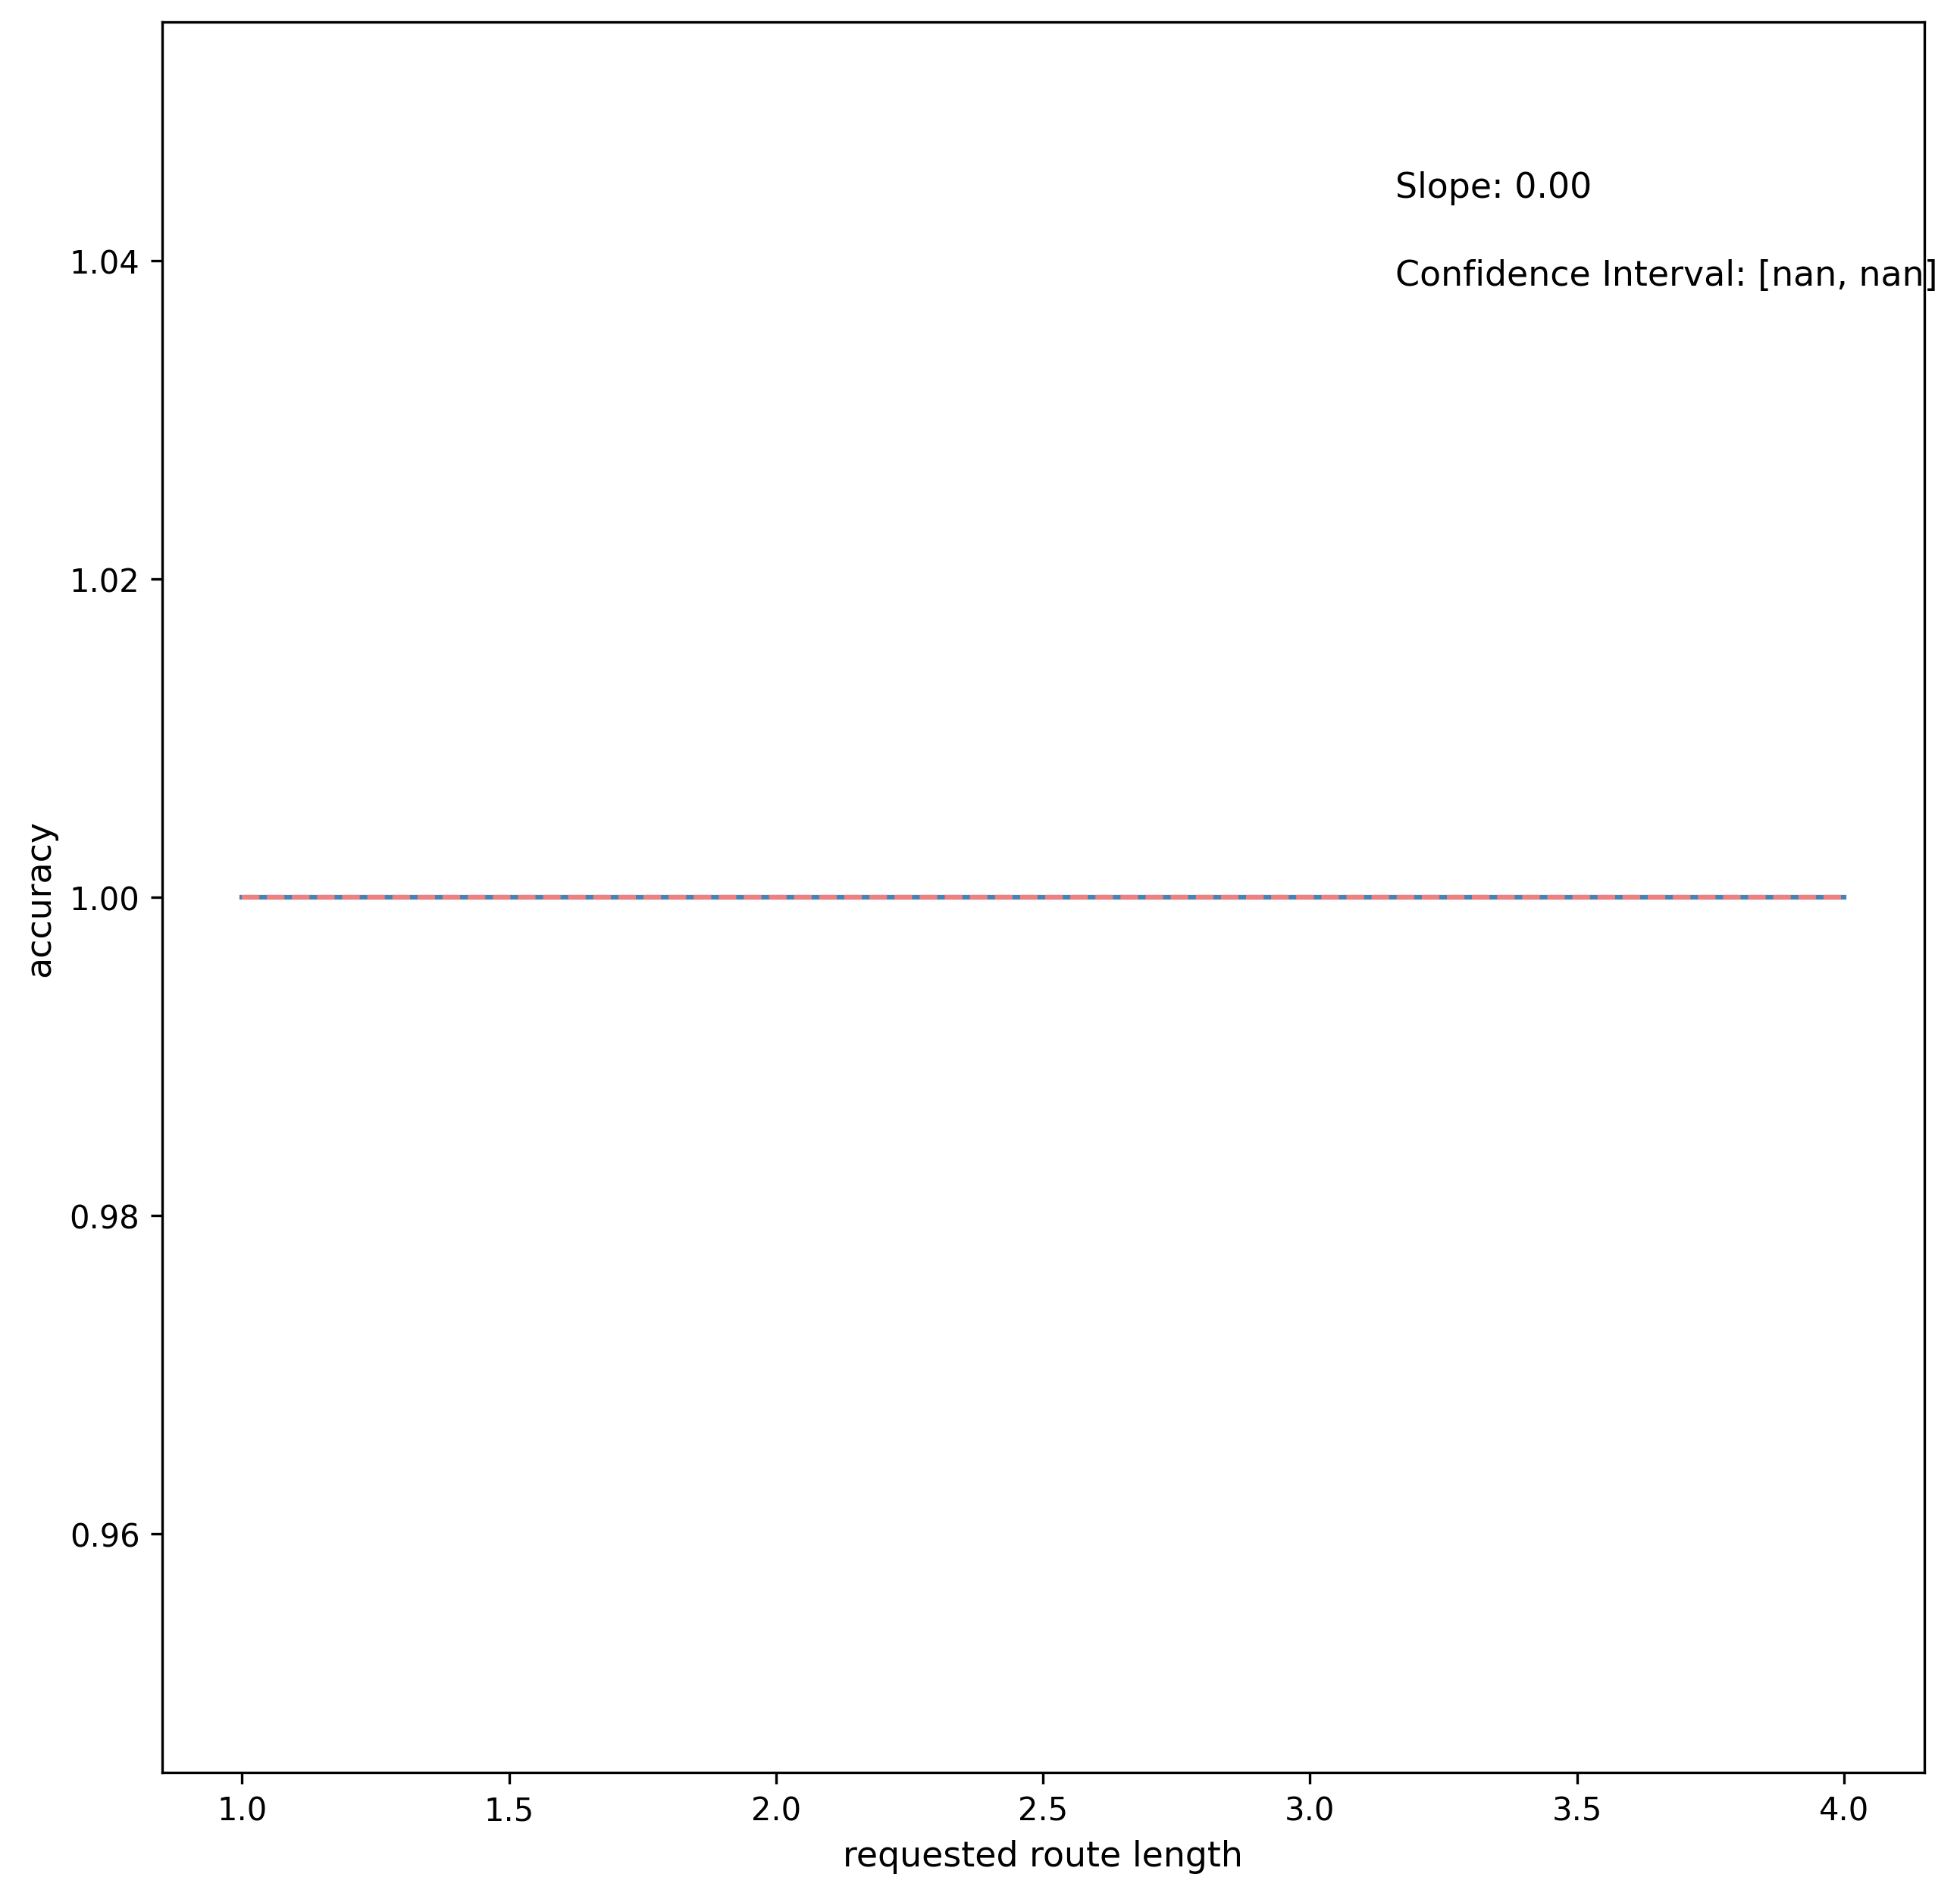 Slope: 0.00
Confidence Interval: [nan, nan]
1.04
1.02
1.00
0.98
0.96
accuracy
1.0 1.5 2.0 2.5 3.0 3.5 4.0
requested route length